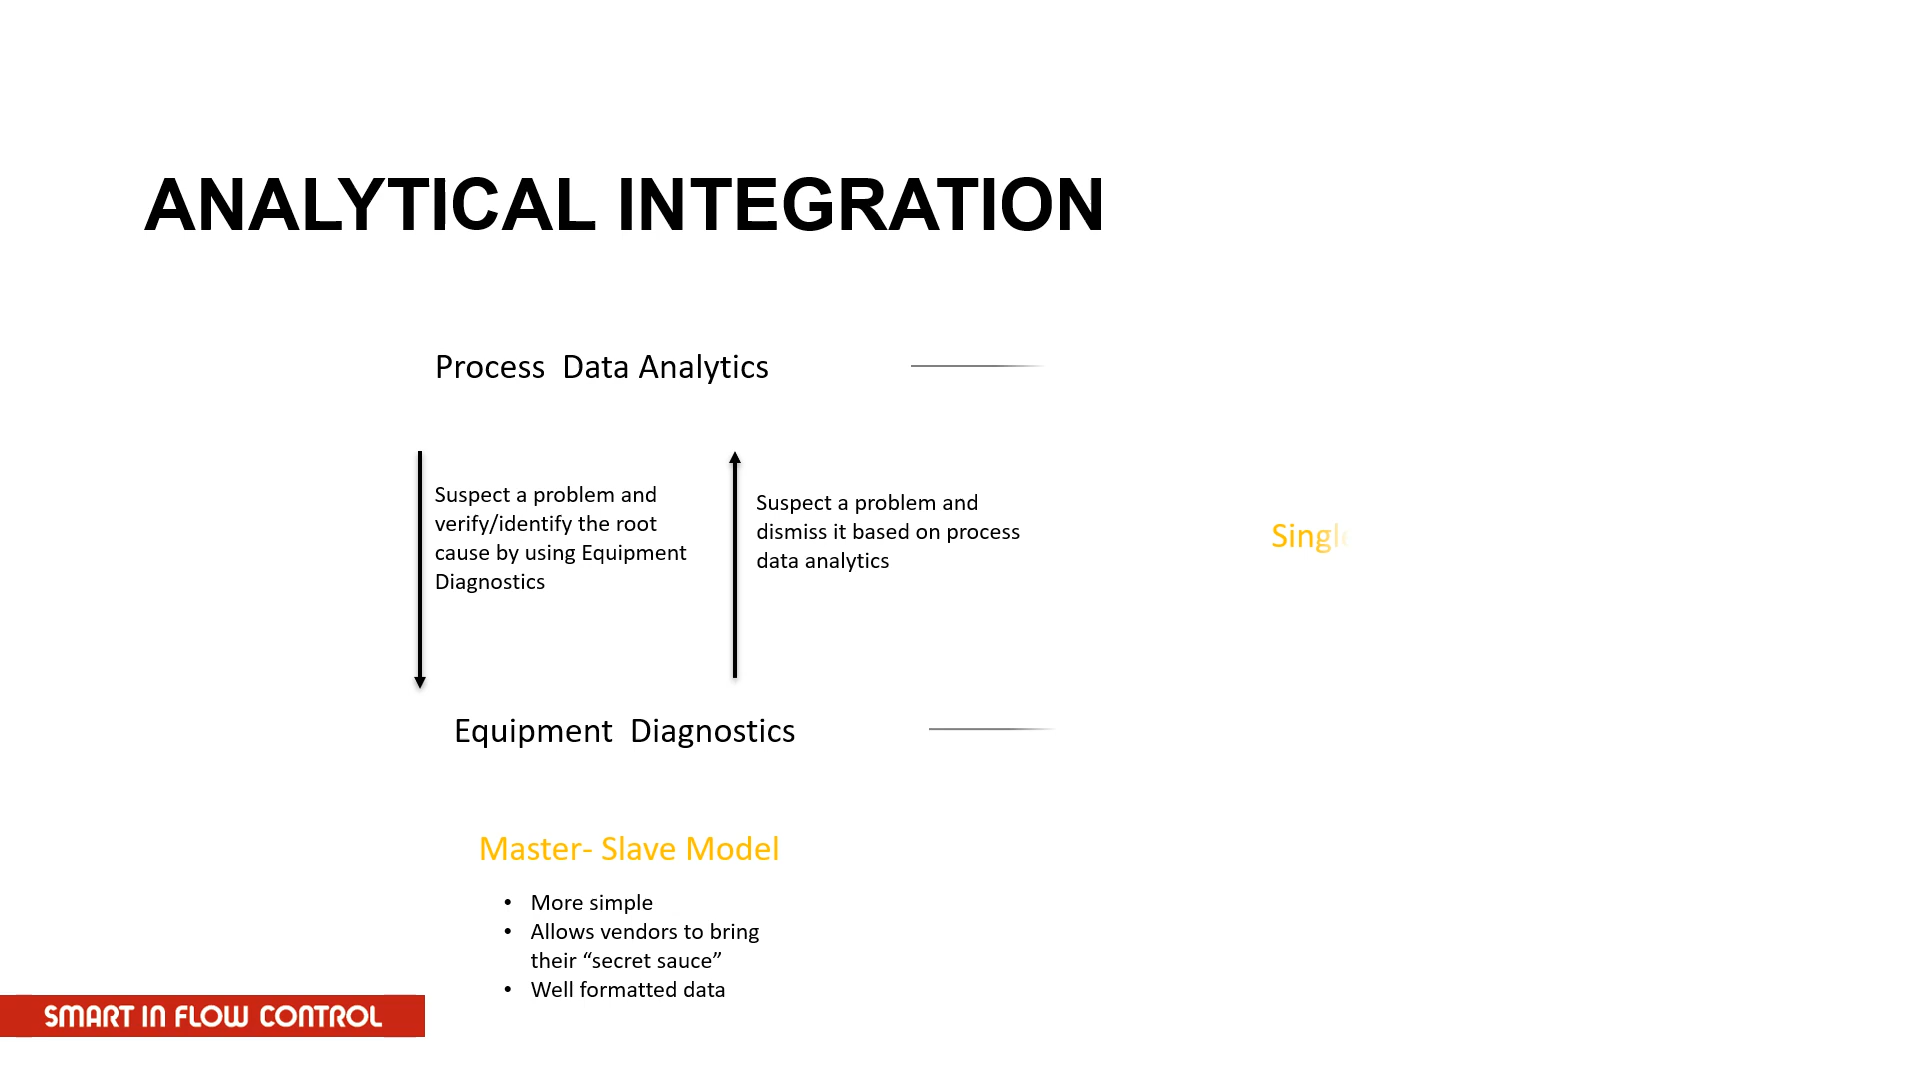 ANALYTICAL INTEGRATION
Process  Data Analytics
Suspect a problem and
verify/identify the root
cause by using Equipment
Diagnostics
Suspect a problem and
dismiss it based on process
data analytics
Equipment  Diagnostics
Master- Slave Model
• More simple
• Allows vendors to bring
their “secret sauce”
• Well formatted data
SMART IN FLOW CONTROL